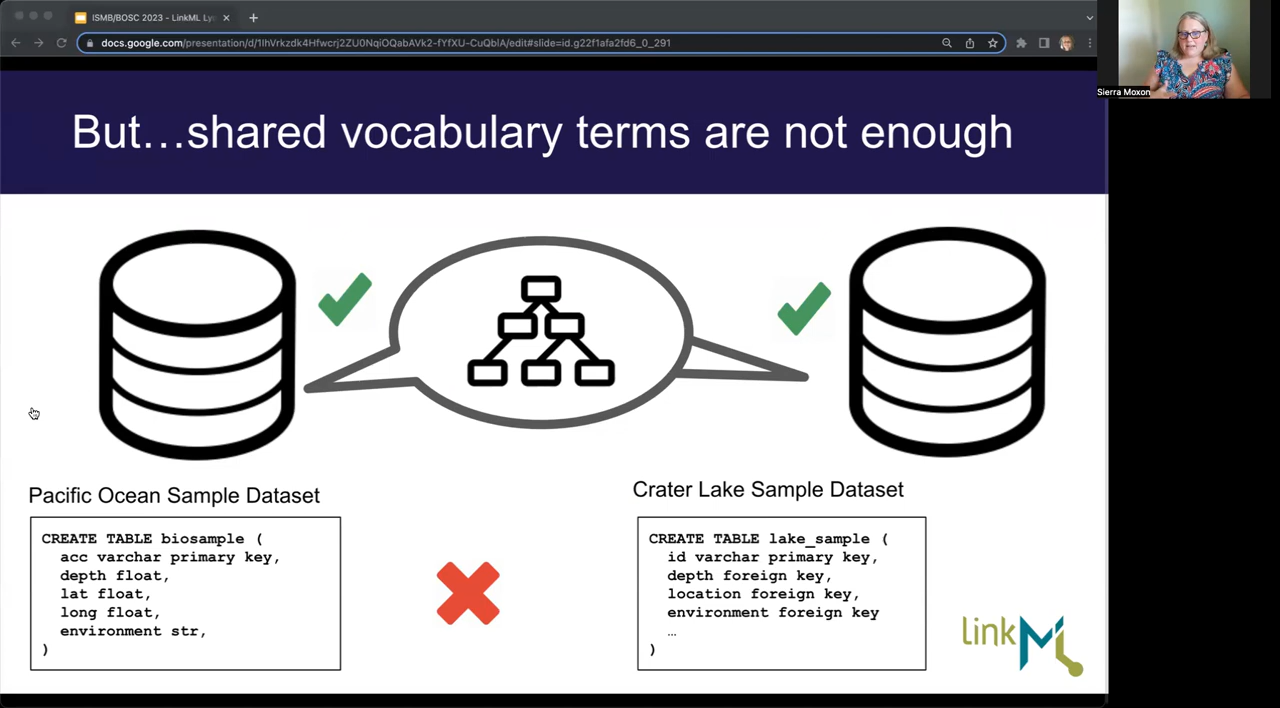 ISMB/BOSC 2023 - LinkML Ly
docs.google.com/presentation/d/1IhVrkzdk4Hfwcrj2ZU0NqiOQabAVk2-fYfXU-CuQblA/edit#slide=id.g22f1afa2fd6_0_291
Sierra Moxon
But…shared vocabulary terms are not enough
Pacific Ocean Sample Dataset
CREATE TABLE biosample (
acc varchar primary key,
depth float,
lat float,
long float,
environment str,
)
Crater Lake Sample Dataset
CREATE TABLE lake_sample (
id varchar primary key,
depth foreign key,
location foreign key,
environment foreign key
…
)
linkML